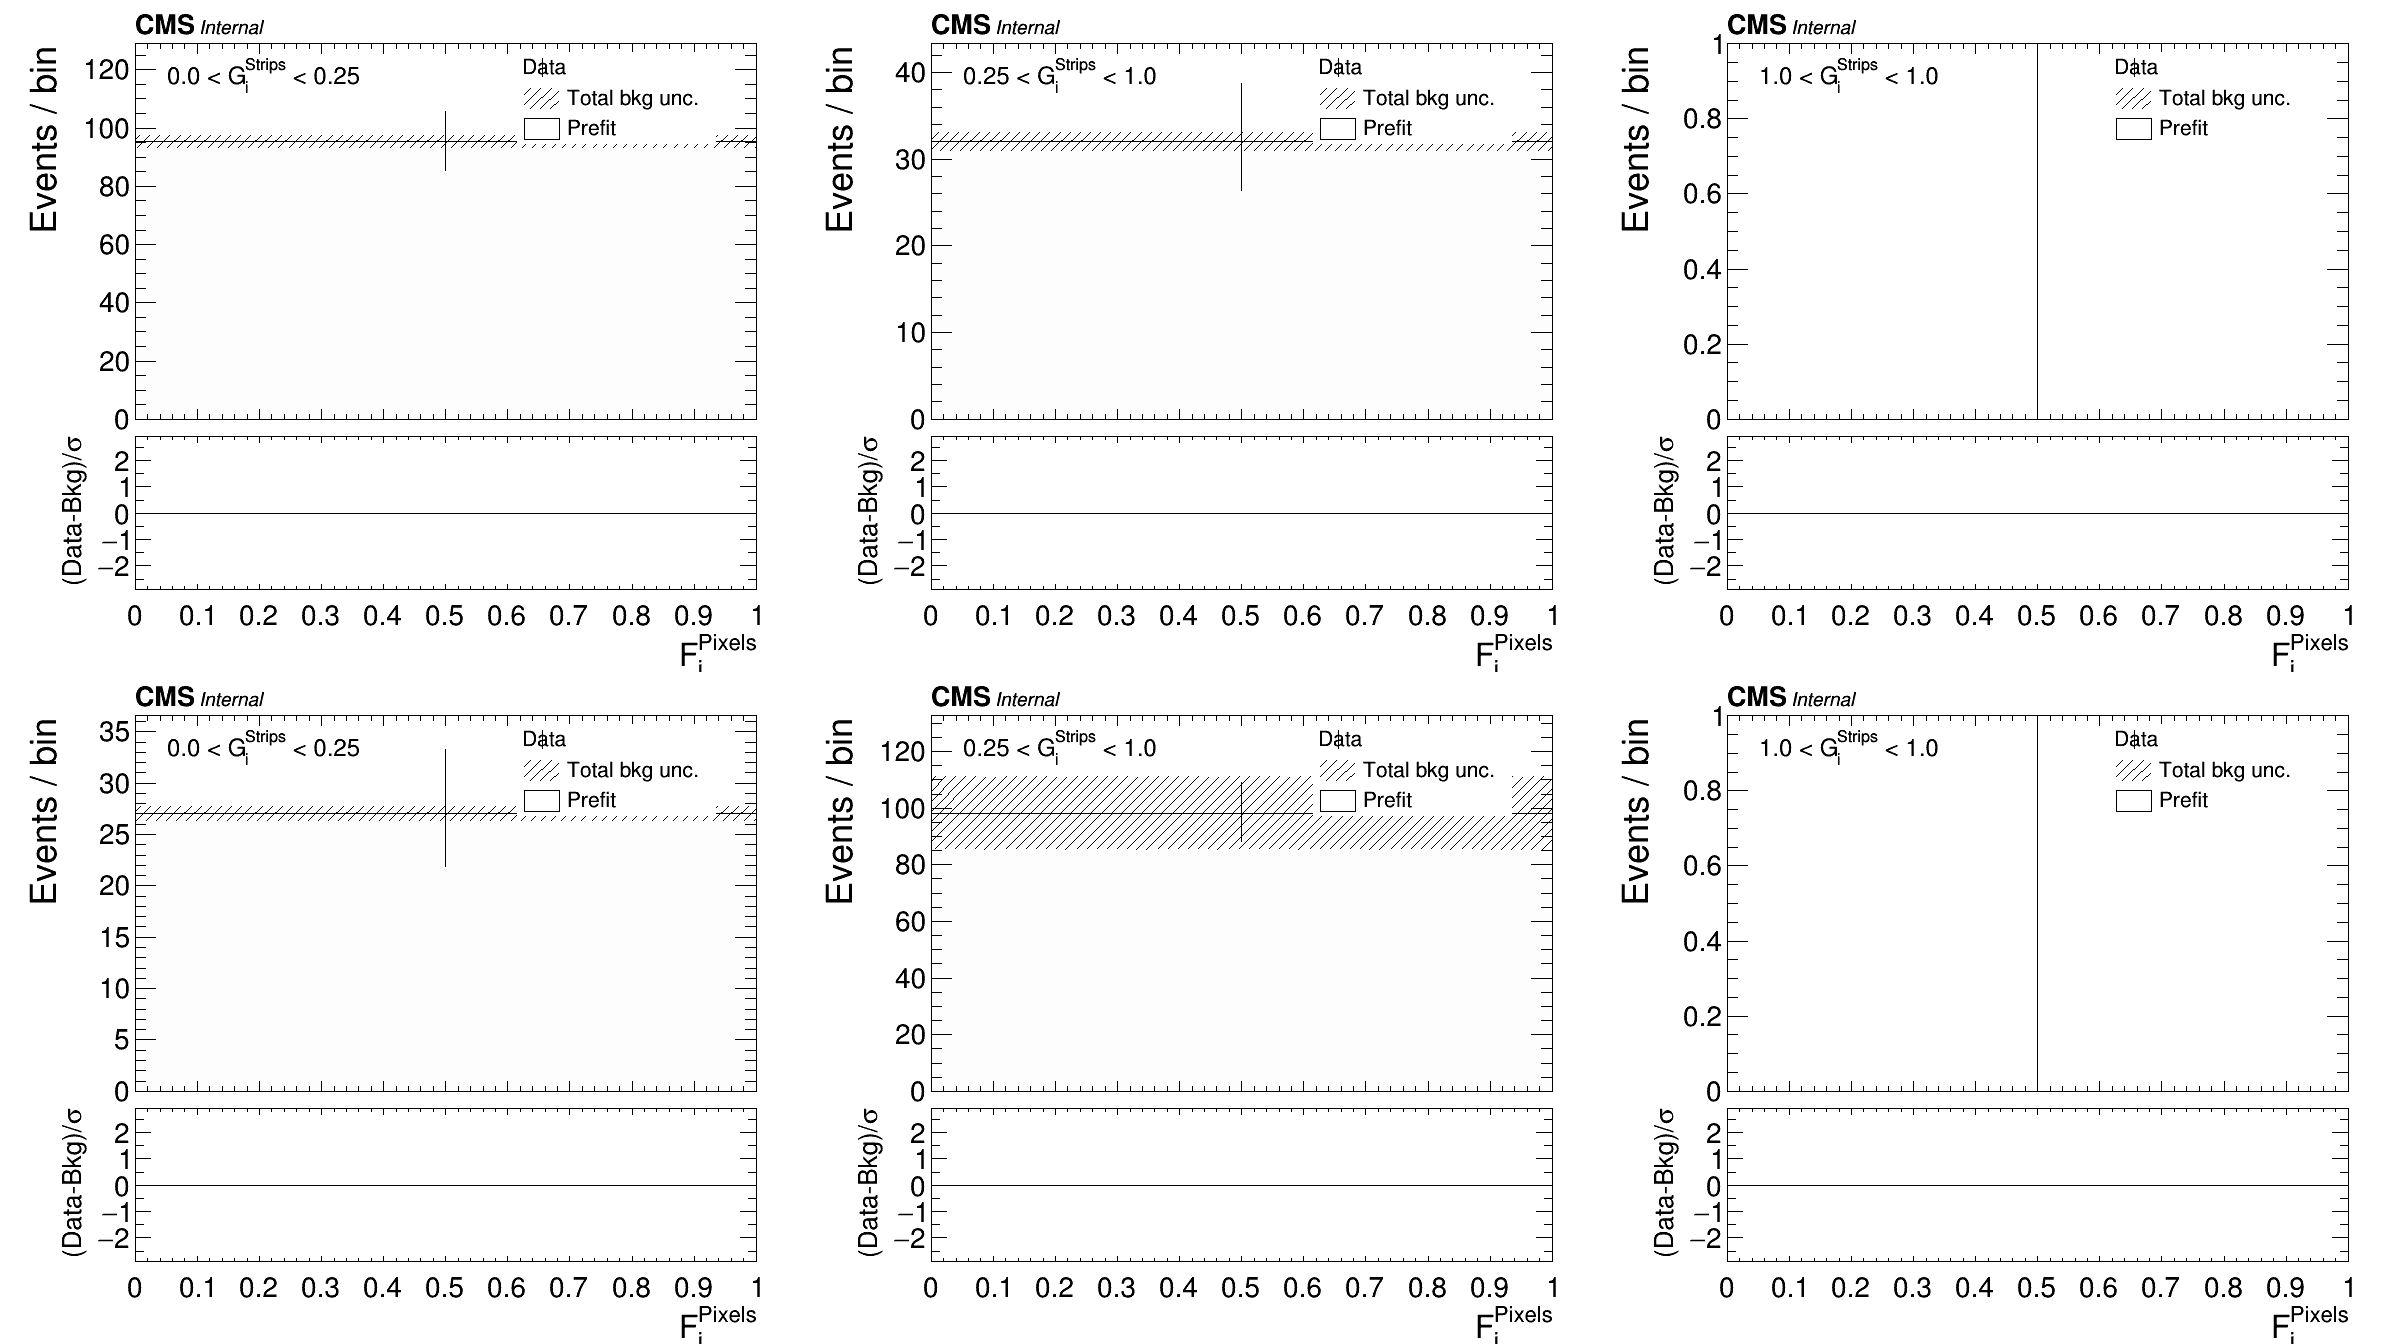 CMS Internal
Events / bin
0.0 < G_i^Strips < 0.25
Data
Total bkg unc.
Prefit
120
100
80
60
40
20
0
(Data-Bkg)/σ
2
1
0
−1
−2
0 0.1 0.2 0.3 0.4 0.5 0.6 0.7 0.8 0.9 1
F_i^Pixels
CMS Internal
Events / bin
0.25 < G_i^Strips < 1.0
Data
Total bkg unc.
Prefit
40
30
20
10
0
(Data-Bkg)/σ
2
1
0
−1
−2
0 0.1 0.2 0.3 0.4 0.5 0.6 0.7 0.8 0.9 1
F_i^Pixels
CMS Internal
Events / bin
1.0 < G_i^Strips < 1.0
Data
Total bkg unc.
Prefit
1
0.8
0.6
0.4
0.2
0
(Data-Bkg)/σ
2
1
0
−1
−2
0 0.1 0.2 0.3 0.4 0.5 0.6 0.7 0.8 0.9 1
F_i^Pixels
CMS Internal
Events / bin
0.0 < G_i^Strips < 0.25
Data
Total bkg unc.
Prefit
35
30
25
20
15
10
5
0
(Data-Bkg)/σ
2
1
0
−1
−2
0 0.1 0.2 0.3 0.4 0.5 0.6 0.7 0.8 0.9 1
F_i^Pixels
CMS Internal
Events / bin
0.25 < G_i^Strips < 1.0
Data
Total bkg unc.
Prefit
120
100
80
60
40
20
0
(Data-Bkg)/σ
2
1
0
−1
−2
0 0.1 0.2 0.3 0.4 0.5 0.6 0.7 0.8 0.9 1
F_i^Pixels
CMS Internal
Events / bin
1.0 < G_i^Strips < 1.0
Data
Total bkg unc.
Prefit
1
0.8
0.6
0.4
0.2
0
(Data-Bkg)/σ
2
1
0
−1
−2
0 0.1 0.2 0.3 0.4 0.5 0.6 0.7 0.8 0.9 1
F_i^Pixels